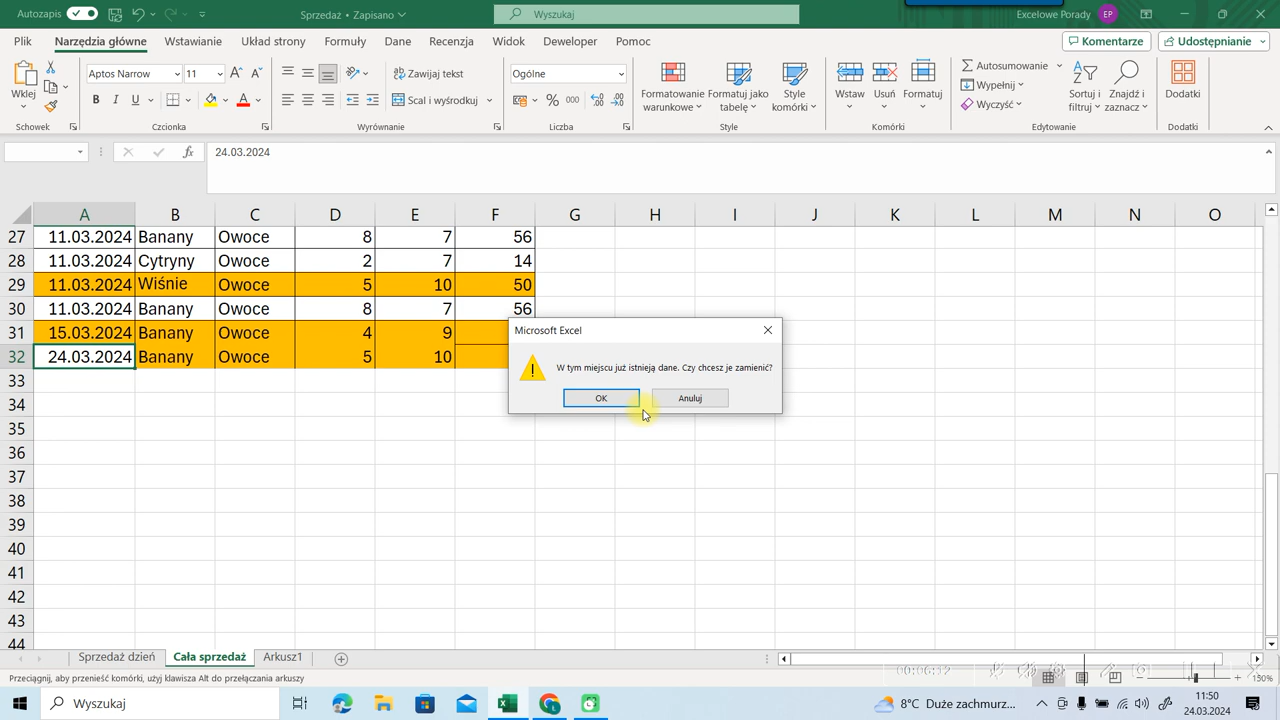 Autozapis
Sprzedaż • Zapisano
Wyszukaj
Excelowe Porady EP
Plik Narzędzia główne Wstawianie Układ strony Formuły Dane Recenzja Widok Deweloper Pomoc
Komentarze Udostępnianie
Wklej
Schowek
Aptos Narrow 11
B I U
Czcionka
Zawijaj tekst
Scal i wyśrodkuj
Wyrównanie
Ogólne
Liczba
Formatowanie warunkowe
Formatuj jako tabelę
Style komórki
Style
Wstaw Usuń Formatuj
Komórki
Autosumowanie
Wypełnij
Wyczyść
Sortuj i filtruj
Znajdź i zaznacz
Edytowanie
Dodatki
Dodatki
fx 24.03.2024
A B C D E F G H I J K L M N O
27 11.03.2024 Banany Owoce 8 7 56
28 11.03.2024 Cytryny Owoce 2 7 14
29 11.03.2024 Wiśnie Owoce 5 10 50
30 11.03.2024 Banany Owoce 8 7 56
31 15.03.2024 Banany Owoce 4 9
32 24.03.2024 Banany Owoce 5 10
33
34
35
36
37
38
39
40
41
42
43
44
Microsoft Excel
W tym miejscu już istnieją dane. Czy chcesz je zamienić?
OK Anuluj
Sprzedaż dzień Cała sprzedaż Arkusz1
Przeciągnij, aby przenieść komórki, użyj klawisza Alt do przełączania arkuszy
00:06:12
130%
Wyszukaj
8°C Duże zachmurz...
11:50
24.03.2024